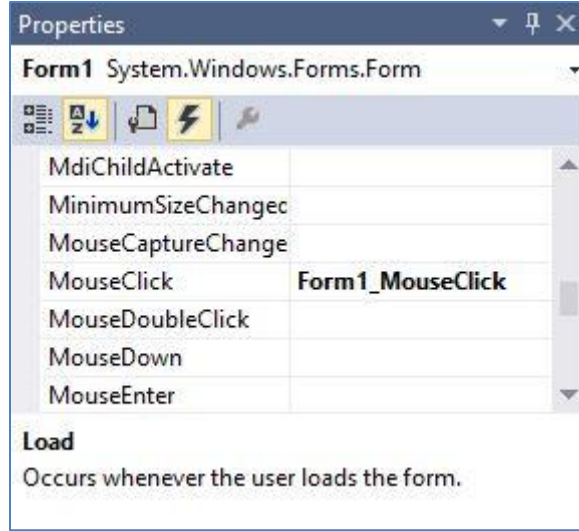 Properties
Form1 System.Windows.Forms.Form
MdiChildActivate
MinimumSizeChanged
MouseCaptureChange
MouseClick Form1_MouseClick
MouseDoubleClick
MouseDown
MouseEnter
Load
Occurs whenever the user loads the form.